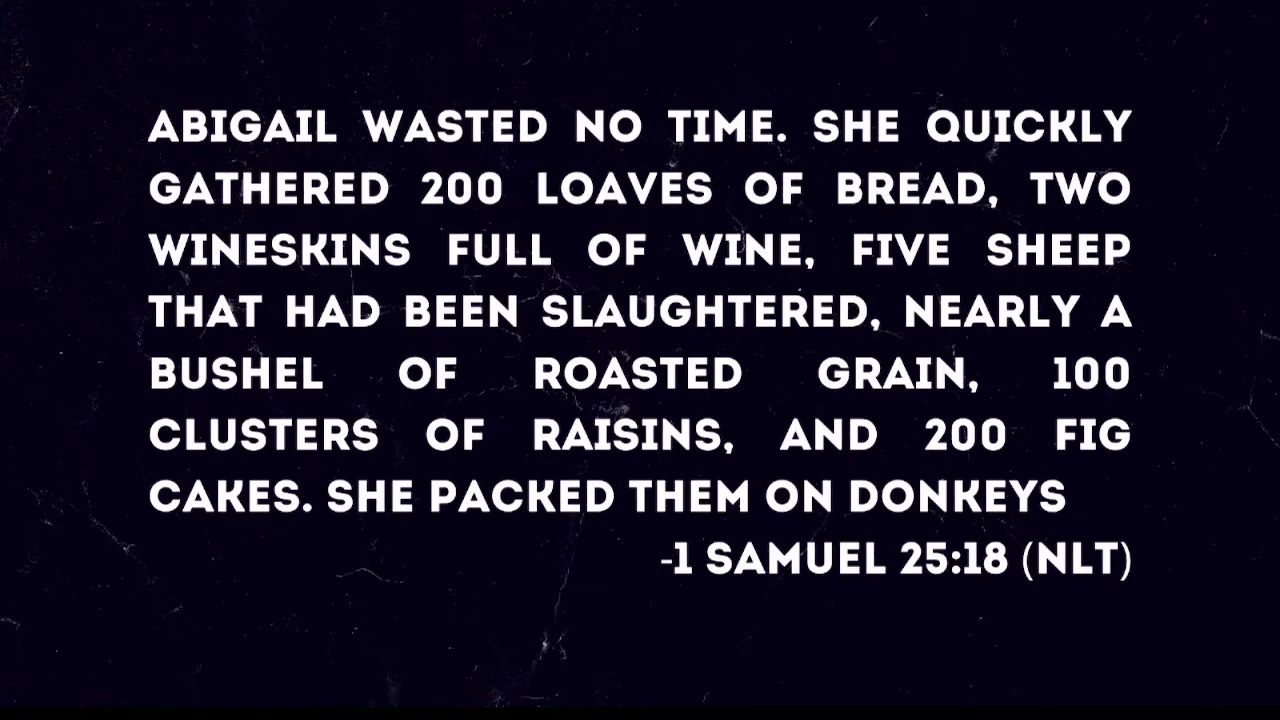 ABIGAIL WASTED NO TIME. SHE QUICKLY
GATHERED 200 LOAVES OF BREAD, TWO
WINESKINS FULL OF WINE, FIVE SHEEP
THAT HAD BEEN SLAUGHTERED, NEARLY A
BUSHEL OF ROASTED GRAIN, 100
CLUSTERS OF RAISINS, AND 200 FIG
CAKES. SHE PACKED THEM ON DONKEYS
-1 SAMUEL 25:18 (NLT)